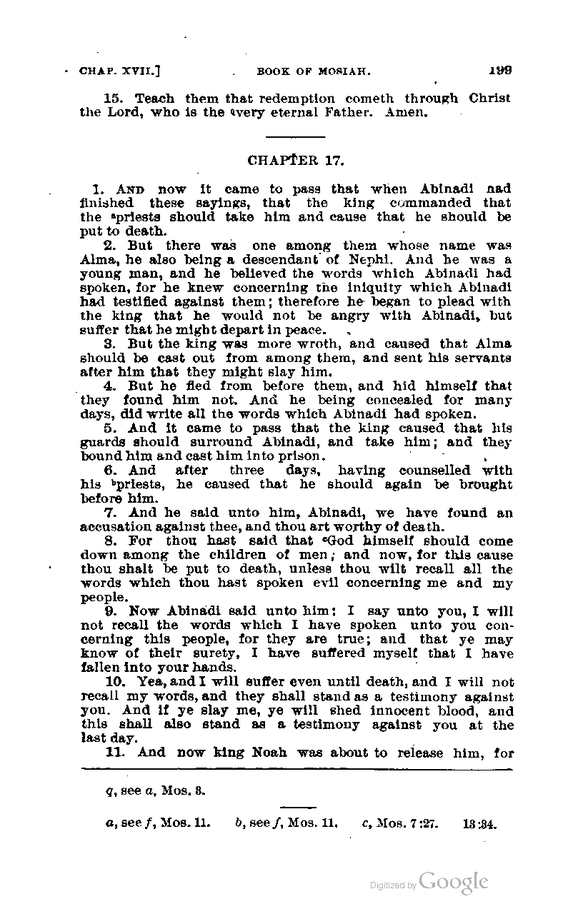 CHAP. XVII.] BOOK OF MOSIAH. 199
15. Teach them that redemption cometh through Christ
the Lord, who is the qvery eternal Father. Amen.
CHAPTER 17.
1. AND now it came to pass that when Abinadi had
finished these sayings, that the king commanded that
the apriests should take him and cause that he should be
put to death.
2. But there was one among them whose name was
Alma, he also being a descendant of Nephi. And he was a
young man, and he believed the words which Abinadi had
spoken, for he knew concerning the iniquity which Abinadi
had testified against them; therefore he began to plead with
the king that he would not be angry with Abinadi, but
suffer that he might depart in peace.
3. But the king was more wroth, and caused that Alma
should be cast out from among them, and sent his servants
after him that they might slay him.
4. But he fled from before them, and hid himself that
they found him not. And he being concealed for many
days, did write all the words which Abinadi had spoken.
5. And it came to pass that the king caused that his
guards should surround Abinadi, and take him; and they
bound him and cast him into prison.
6. And after three days, having counselled with
his bpriests, he caused that he should again be brought
before him.
7. And he said unto him, Abinadi, we have found an
accusation against thee, and thou art worthy of death.
8. For thou hast said that cGod himself should come
down among the children of men; and now, for this cause
thou shalt be put to death, unless thou wilt recall all the
words which thou hast spoken evil concerning me and my
people.
9. Now Abinadi said unto him: I say unto you, I will
not recall the words which I have spoken unto you con-
cerning this people, for they are true; and that ye may
know of their surety, I have suffered myself that I have
fallen into your hands.
10. Yea, and I will suffer even until death, and I will not
recall my words, and they shall stand as a testimony against
you. And if ye slay me, ye will shed innocent blood, and
this shall also stand as a testimony against you at the
last day.
11. And now king Noah was about to release him, for
q, see a, Mos. 3.
a, see f, Mos. 11. b, see f, Mos. 11. c, Mos. 7:27. 13:34.
Digitized by Google